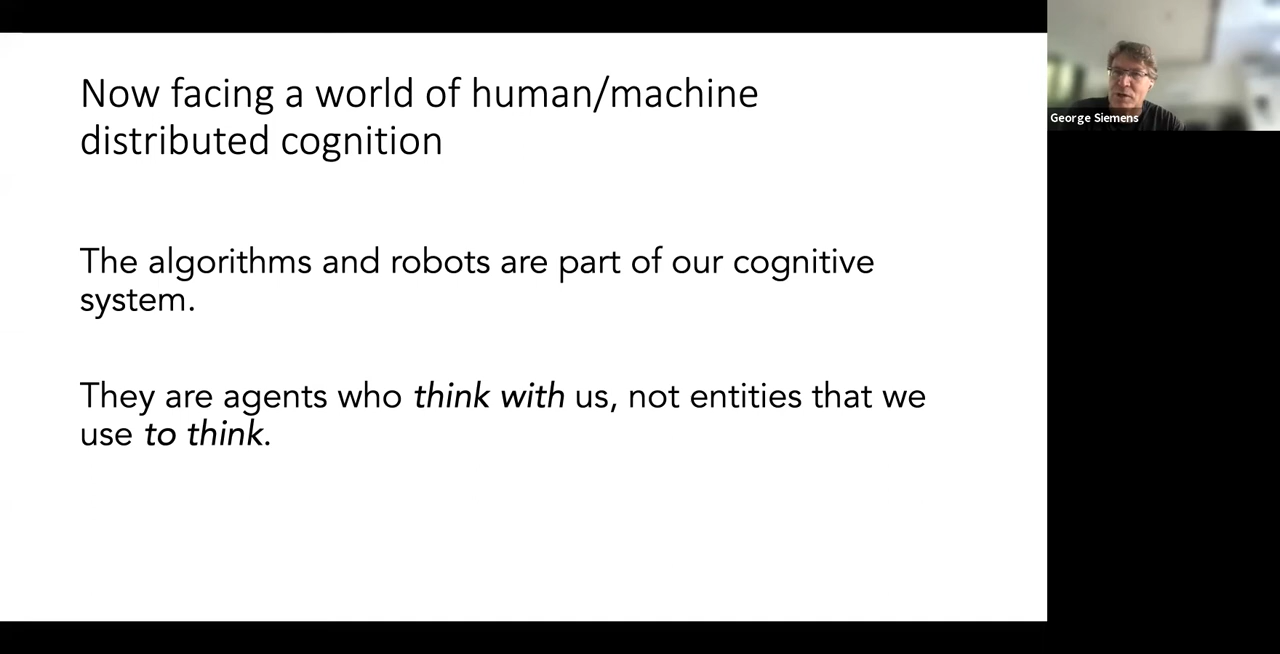 Now facing a world of human/machine
distributed cognition
The algorithms and robots are part of our cognitive
system.
They are agents who think with us, not entities that we
use to think.
George Siemens